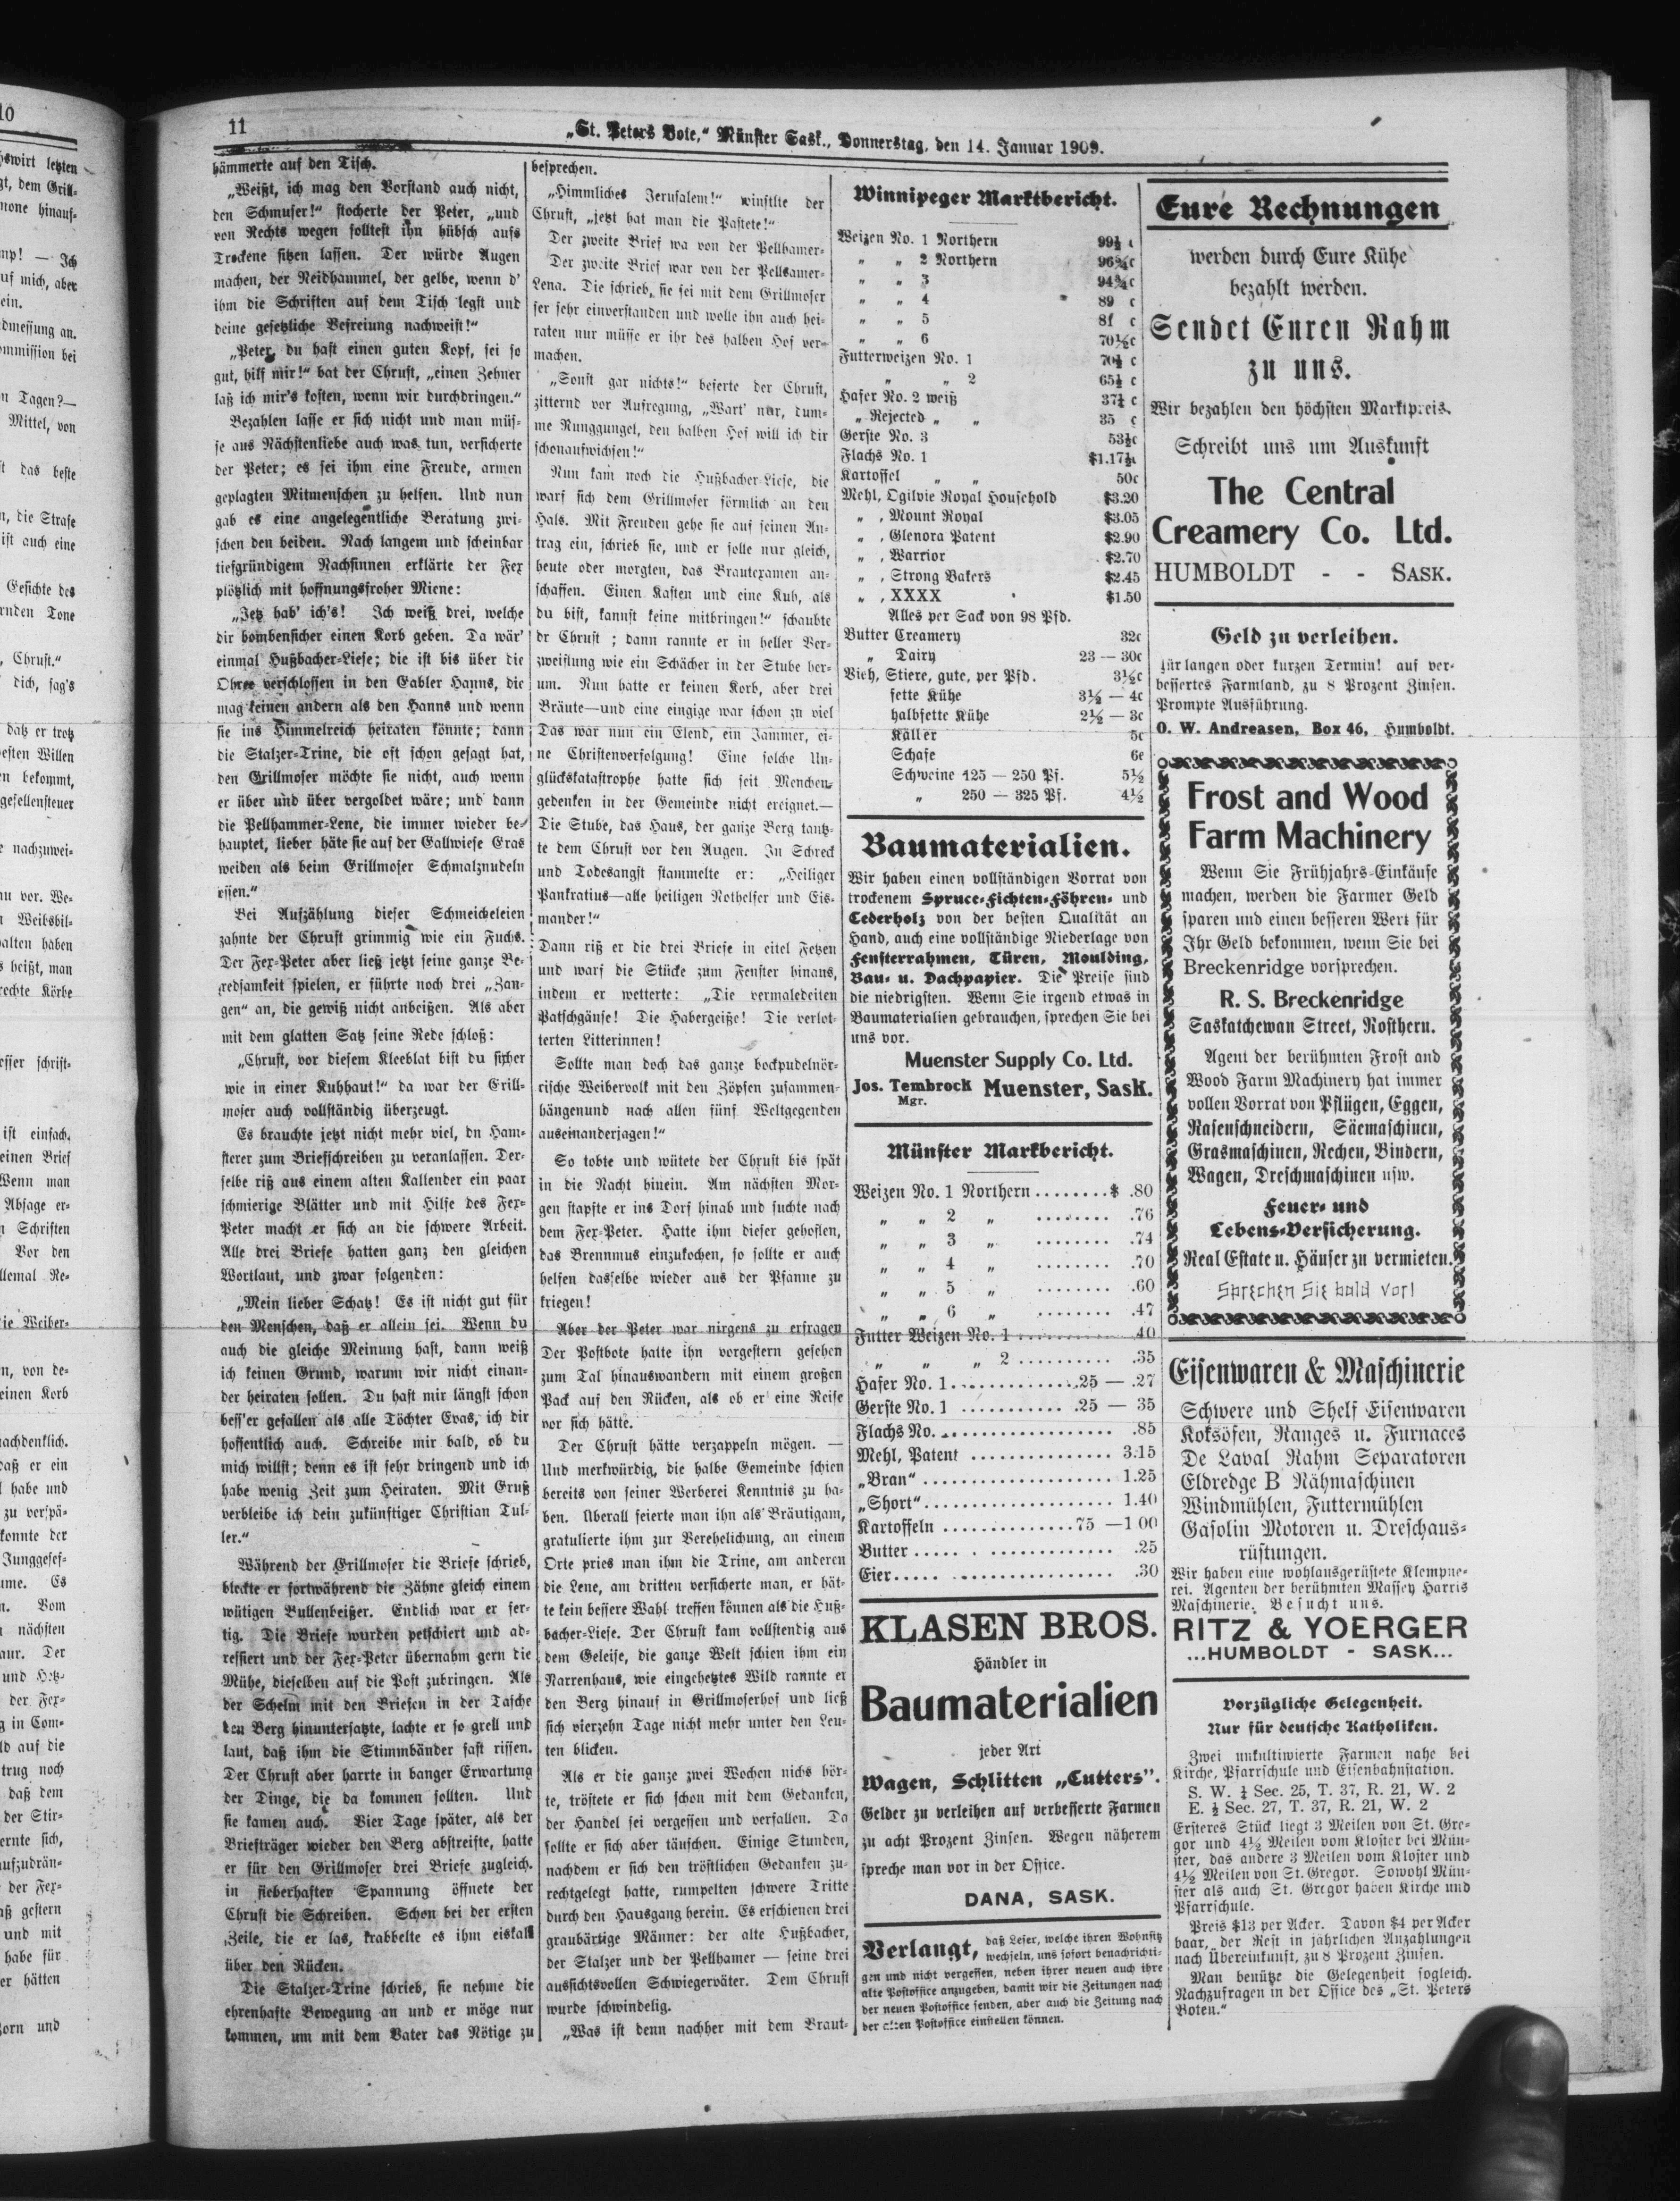 11
„St. Peters Bote," Münster Sask., Donnerstag, den 14. Januar 1909.
hämmerte auf den Tisch.
„Weißt, ich mag den Vorstand auch nicht,
den Schmuser!" stocherte der Peter, „und
von Rechts wegen solltest ihn hübsch aufs
Trockene sitzen lassen. Der würde Augen
machen, der Neidhammel, der gelbe, wenn d'
ihm die Schriften auf dem Tisch legst und
deine gesetzliche Befreiung nachweist!"
„Peter, du hast einen guten Kopf, sei so
gut, hilf mir!" bat der Chrust, „einen Zehner
laß ich mir's kosten, wenn wir durchdringen."
Bezahlen lasse er sich nicht und man müs-
se aus Nächstenliebe auch was tun, versicherte
der Peter; es sei ihm eine Freude, armen
geplagten Mitmenschen zu helfen. Und nun
gab es eine angelegentliche Beratung zwi-
schen den beiden. Nach langem und scheinbar
tiefgründigem Nachsinnen erklärte der Fex
plötzlich mit hoffnungsfroher Miene:
„Jetz hab' ich's! Ich weiß drei, welche
dir bombensicher einen Korb geben. Da wär'
einmal Hußbacher-Liese; die ist bis über die
Ohren verschlossen in den Gabler Hanns, die
mag keinen andern als den Hanns und wenn
sie ins Himmelreich heiraten könnte; dann
die Stalzer-Trine, die oft schon gesagt hat,
den Grillmoser möchte sie nicht, auch wenn
er über und über vergoldet wäre; und dann
die Pellhammer-Lene, die immer wieder be-
hauptet, lieber häte sie auf der Gallwiese Gras
weiden als beim Grillmoser Schmalznudeln
essen."
Bei Aufzählung dieser Schmeicheleien
zahnte der Chrust grimmig wie ein Fuchs.
Der Fex-Peter aber ließ jetzt seine ganze Be-
redsamkeit spielen, er führte noch drei „Zan-
gen" an, die gewiß nicht anbeißen. Als aber
mit dem glatten Satz seine Rede schloß:
„Chrust, vor diesem Kleeblat bist du sicher
wie in einer Kuhhaut!" da war der Grill-
moser auch vollständig überzeugt.
Es brauchte jetzt nicht mehr viel, dn Ham-
sterer zum Briefschreiben zu veranlassen. Der-
selbe riß aus einem alten Kallender ein paar
schmierige Blätter und mit Hilfe des Fex-
Peter macht er sich an die schwere Arbeit.
Alle drei Briefe hatten ganz den gleichen
Wortlaut, und zwar folgenden:
„Mein lieber Schatz! Es ist nicht gut für
den Menschen, daß er allein sei. Wenn du
auch die gleiche Meinung hast, dann weiß
ich keinen Grund, warum wir nicht einan-
der heiraten sollen. Du hast mir längst schon
bess'er gefallen als alle Töchter Evas, ich dir
hoffentlich auch. Schreibe mir bald, ob du
mich willst; denn es ist sehr dringend und ich
habe wenig Zeit zum Heiraten. Mit Gruß
verbleibe ich dein zukünftiger Christian Tul-
ler."
Während der Grillmoser die Briefe schrieb,
bleckte er fortwährend die Zähne gleich einem
wütigen Bullenbeißer. Endlich war er fer-
tig. Die Briefe wurden petschiert und ad-
ressiert und der Fex-Peter übernahm gern die
Mühe, dieselben auf die Post zubringen. Als
der Schelm mit den Briefen in der Tasche
den Berg hinuntersatzte, lachte er so grell und
laut, daß ihm die Stimmbänder fast rissen.
Der Chrust aber harrte in banger Erwartung
der Dinge, die da kommen sollten. Und
sie kamen auch. Vier Tage später, als der
Briefträger wieder den Berg abstreifte, hatte
er für den Grillmoser drei Briefe zugleich.
in fieberhafter Spannung öffnete der
Chrust die Schreiben. Schon bei der ersten
Zeile, die er las, krabbelte es ihm eiskalt
über den Rücken.
Die Stalzer-Trine schrieb, sie nehme die
ehrenhafte Bewegung an und er möge nur
kommen, um mit dem Vater das Nötige zu
besprechen.
„Himmliches Jerusalem!" winstlte der
Chrust, „jetzt hat man die Pastete!"
Der zweite Brief wa von der Pellhamer-
Der zweite Brief war von der Pellsamer-
Lena. Die schrieb, sie sei mit dem Grillmoser
ser sehr einverstanden und wolle ihn auch hei-
raten nur müsse er ihr des halben Hof ver-
machen.
„Sonst gar nichts!" beferte der Chrust,
zitternd vor Aufregung, „Wart' nur, dum-
me Runggungel, den halben Hof will ich dir
schonaufwichsen!"
Nun kam noch die Hußbacher-Liese, die
warf sich dem Grillmoser förmlich an den
Hals. Mit Freuden gehe sie auf seinen An-
trag ein, schrieb sie, und er solle nur gleich,
heute oder morgten, das Brautexamen an-
schaffen. Einen Kasten und eine Kuh, als
du bist, kannst keine mitbringen!" schaubte
dr Chrust ; dann rannte er in heller Ver-
zweiflung wie ein Schächer in der Stube her-
um. Nun hatte er keinen Korb, aber drei
Bräute—und eine eingige war schon zu viel
Das war nun ein Elend, ein Jammer, ei-
ne Christenverfolgung! Eine solche Un-
glückskatastrophe hatte sich seit Menchen-
gedenken in der Gemeinde nicht ereignet.—
Die Stube, das Haus, der ganze Berg tantz-
te dem Chrust vor den Augen. In Schreck
und Todesangst stammelte er: „Heiliger
Pankratius—alle heiligen Nothelfer und Eis-
mander!"
Dann riß er die drei Briefe in eitel Fetzen
und warf die Stücke zum Fenster hinaus,
indem er wetterte: „Die vermaledeiten
Patschgänse! Die Habergeiße! Die verlot-
terten Litterinnen!
Sollte man doch das ganze bockpudelnör-
rische Weibervolk mit den Zöpfen zusammen-
hängenund nach allen fünf Weltgegenden
auseinanderjagen!"
So tobte und wütete der Chrust bis spät
in die Nacht hinein. Am nächsten Mor-
gen stapfte er ins Dorf hinab und suchte nach
dem Fex-Peter. Hatte ihm dieser geholfen,
das Brennmus einzukochen, so sollte er auch
helfen dasselbe wieder aus der Pfanne zu
kriegen!
Aber der Peter war nirgens zu erfragen
Der Postbote hatte ihn vorgestern gesehen
zum Tal hinauswandern mit einem großen
Pack auf den Rücken, als ob er eine Reise
vor sich hätte.
Der Chrust hätte verzappeln mögen. —
Und merkwürdig, die halbe Gemeinde schien
bereits von seiner Werberei Kenntnis zu ha-
ben. Überall feierte man ihn als Bräutigam,
gratulierte ihm zur Verehelichung, an einem
Orte pries man ihm die Trine, am anderen
die Lene, am dritten versicherte man, er hät-
te kein bessere Wahl treffen können als die Huß-
bacher-Liese. Der Chrust kam vollstendig aus
dem Geleise, die ganze Welt schien ihm ein
Narrenhaus, wie eingehetztes Wild rannte er
den Berg hinauf in Grillmoserhof und ließ
sich vierzehn Tage nicht mehr unter den Leu-
ten blicken.
Als er die ganze zwei Wochen nichs hör-
te, tröstete er sich schon mit dem Gedanken,
der Handel sei vergessen und verfallen. Da
sollte er sich aber täuschen. Einige Stunden,
nachdem er sich den tröstlichen Gedanken zu-
rechtgelegt hatte, rumpelten schwere Tritte
durch den Hausgang herein. Es erschienen drei
graubärtige Männer: der alte Hußbacher,
der Stalzer und der Pellhamer — seine drei
aussichtsvollen Schwiegerväter. Dem Chrust
wurde schwindelig.
„Was ist denn nachher mit dem Braut-
Winnipeger Marktbericht.
Weizen No. 1 Northern 99½
„ „ 2 Northern 96¾c
„ „ 3 94¾c
„ „ 4 89 c
„ „ 5 81 c
„ „ 6 70½c
Futterweizen No. 1 70½ c
„ „ 2 65½ c
Hafer No. 2 weiß 37½ c
„ Rejected „ „ 35 c
Gerste No. 3 53½c
Flachs No. 1 $1.17½
Kartoffel „ „ 50c
Mehl, Ogilvie Royal Household $3.20
„ , Mount Royal $3.05
„ , Glenora Patent $2.90
„ , Warrior $2.70
„ , Strong Bakers $2.45
„ , XXXX $1.50
Alles per Sack von 98 Pfd.
Butter Creamery 32c
„ Dairy 23 — 30c
Vieh, Stiere, gute, per Pfd. 3½c
fette Kühe 3½ — 4c
halbfette Kühe 2½ — 3c
Käller 5c
Schafe 6c
Schweine 125 — 250 Pf. 5½
„ 250 — 325 Pf. 4½
Baumaterialien.
Wir haben einen vollständigen Vorrat von
trockenem Spruce-Fichten-Föhren- und
Cederholz von der besten Qualität an
Hand, auch eine vollständige Niederlage von
Fensterrahmen, Türen, Moulding,
Bau- u. Dachpapier. Die Preise sind
die niedrigsten. Wenn Sie irgend etwas in
Baumaterialien gebrauchen, sprechen Sie bei
uns vor.
Muenster Supply Co. Ltd.
Jos. Tembrock Muenster, Sask.
Mgr.
Münster Markbericht.
Weizen No. 1 Northern........$ .80
„ „ 2 „ ........ .76
„ „ 3 „ ........ .74
„ „ 4 „ ........ .70
„ „ 5 „ ........ .60
„ „ 6 „ ........ .47
Futter Weizen No. 1 .......... .40
„ „ „ 2 .......... .35
Hafer No. 1..............25 — .27
Gerste No. 1 ........... .25 — 35
Flachs No. .................. .85
Mehl, Patent ............... 3.15
„Bran" .................... 1.25
„Short".................... 1.40
Kartoffeln ..............75 —1.00
Butter..... . ............. .25
Eier..... ................. .30
KLASEN BROS.
Händler in
Baumaterialien
jeder Art
Wagen, Schlitten „Cutters".
Gelder zu verleihen auf verbesserte Farmen
zu acht Prozent Zinsen. Wegen näherem
spreche man vor in der Office.
DANA, SASK.
Verlangt, daß Leser, welche ihren Wohnsitz
wechseln, uns sofort benachrichti-
gen und nicht vergessen, neben ihrer neuen auch ihre
alte Postoffice anzugeben, damit wir die Zeitungen nach
der neuen Postoffice senden, aber auch die Zeitung nach
der alten Postoffice einstellen können.
Eure Rechnungen
werden durch Eure Kühe
bezahlt werden.
Sendet Euren Rahm
zu uns.
Wir bezahlen den höchsten Marktpreis.
Schreibt uns um Auskunft
The Central
Creamery Co. Ltd.
HUMBOLDT - - SASK.
Geld zu verleihen.
für langen oder kurzen Termin! auf ver-
bessertes Farmland, zu 8 Prozent Zinsen.
Prompte Ausführung.
O. W. Andreasen, Box 46, Humboldt.
Frost and Wood
Farm Machinery
Wenn Sie Frühjahrs-Einkäufe
machen, werden die Farmer Geld
sparen und einen besseren Wert für
Ihr Geld bekommen, wenn Sie bei
Breckenridge vorsprechen.
R. S. Breckenridge
Saskatchewan Street, Rosthern.
Agent der berühmten Frost and
Wood Farm Machinery hat immer
vollen Vorrat von Pflügen, Eggen,
Rasenschneidern, Säemaschinen,
Grasmaschinen, Rechen, Bindern,
Wagen, Dreschmaschinen usw.
Feuer- und
Lebens-Versicherung.
Real Estate u. Häuser zu vermieten.
Sprechen Sie bald vor!
Eisenwaren & Maschinerie
Schwere und Shelf Eisenwaren
Koksöfen, Ranges u. Furnaces
De Laval Rahm Separatoren
Eldredge B Nähmaschinen
Windmühlen, Futtermühlen
Gasolin Motoren u. Dreschaus-
rüstungen.
Wir haben eine wohlausgerüstete Klempne-
rei. Agenten der berühmten Massey Harris
Maschinerie. Besucht uns.
RITZ & YOERGER
...HUMBOLDT - SASK...
Vorzügliche Gelegenheit.
Nur für deutsche Katholiken.
Zwei unkultiwierte Farmen nahe bei
Kirche, Pfarrschule und Eisenbahnstation.
S. W. ¼ Sec. 25, T. 37, R. 21, W. 2
E. ½ Sec. 27, T. 37, R. 21, W. 2
Ersteres Stück liegt 3 Meilen von St. Gre-
gor und 4½ Meilen vom Kloster bei Mün-
ster, das andere 3 Meilen vom Kloster und
4½ Meilen von St. Gregor. Sowohl Mün-
ster als auch St. Gregor haben Kirche und
Pfarrschule.
Preis $13 per Acker. Davon $4 per Acker
baar, der Rest in jährlichen Anzahlungen
nach Übereinkunft, zu 8 Prozent Zinsen.
Man benütze die Gelegenheit sogleich.
Nachzufragen in der Office des „St. Peters
Boten."